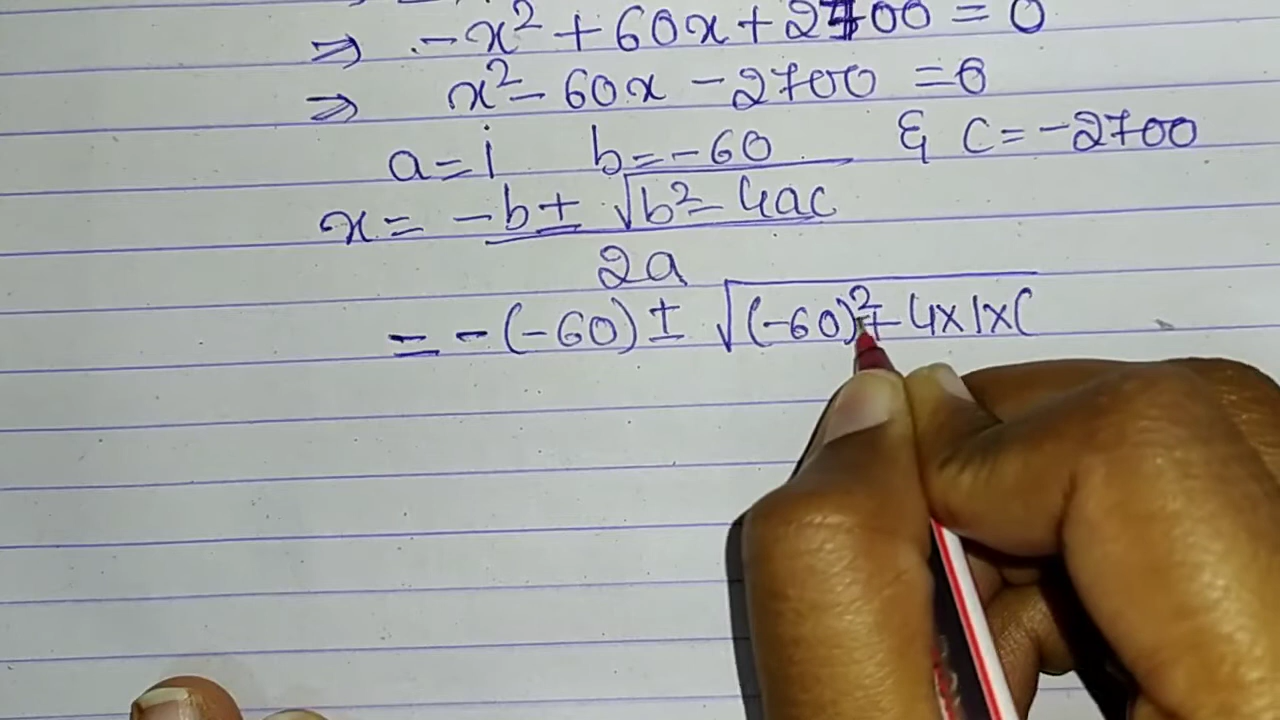 ⇒ -x² + 60x + 2700 = 0
⇒ x² - 60x - 2700 = 0
a = 1 b = -60 & c = -2700
x = -b ± √b² - 4ac
2a
= -(-60) ± √(-60)² + 4×1×(